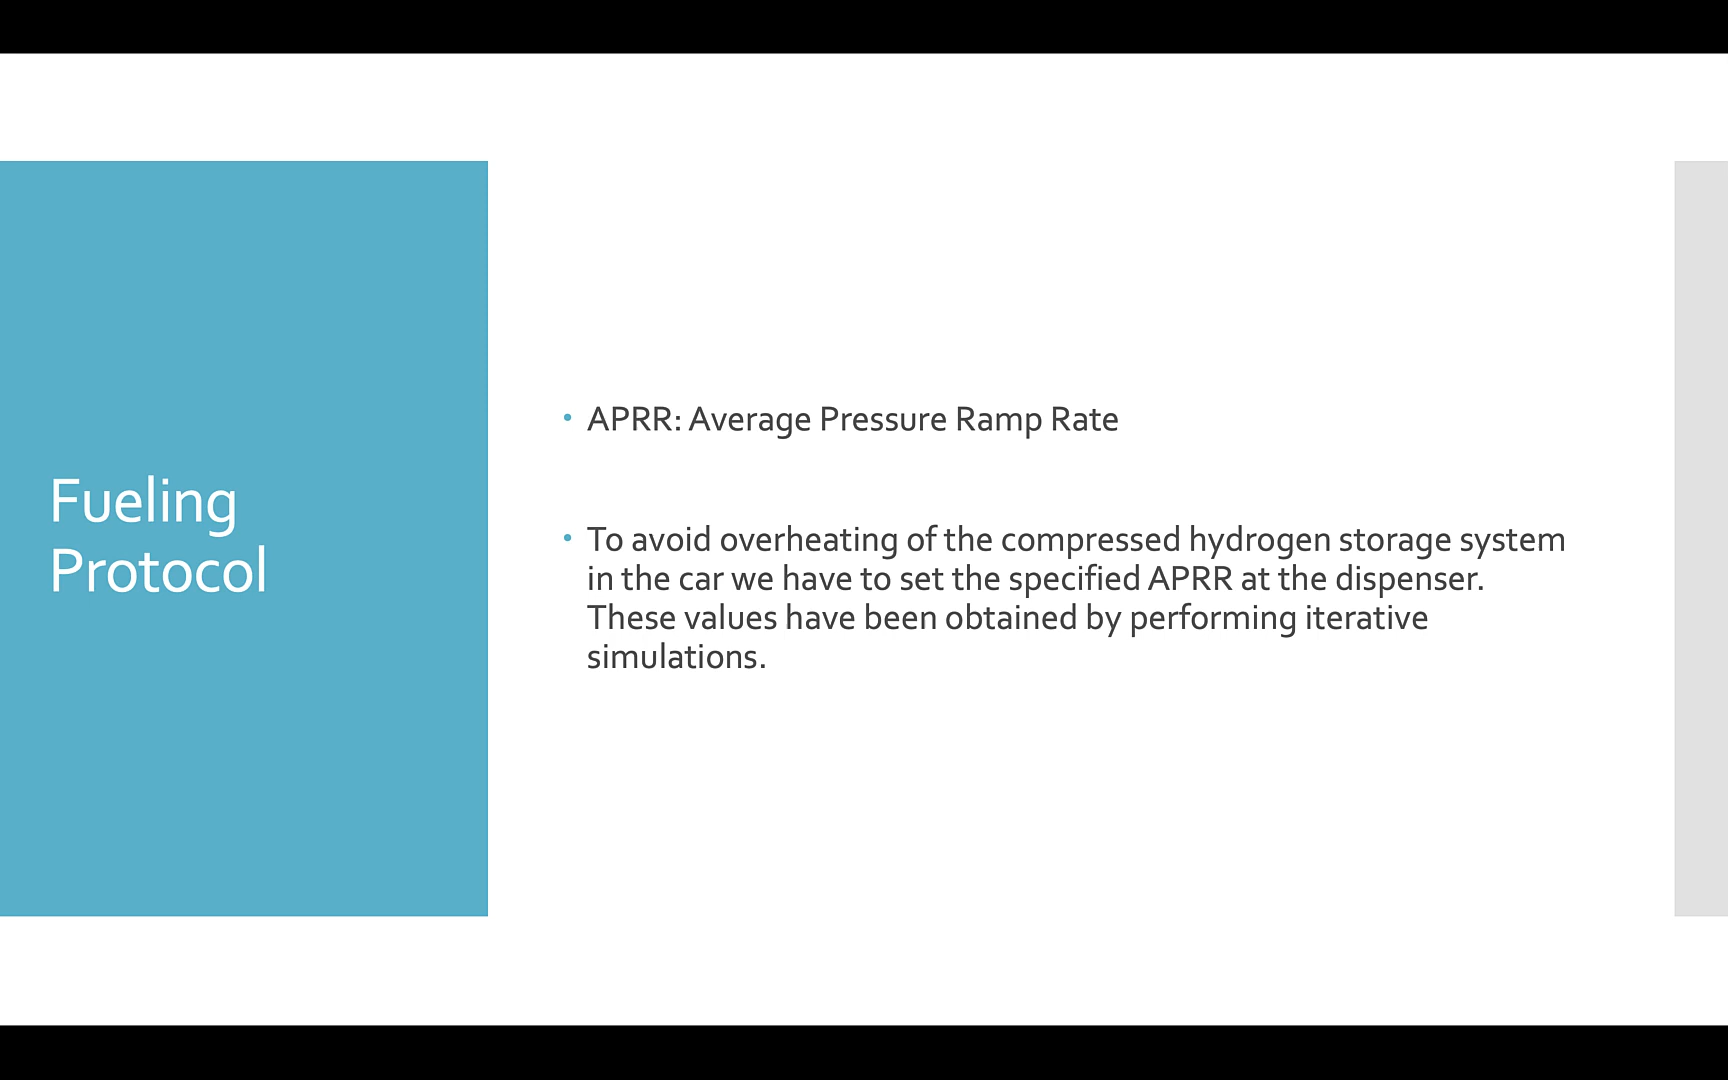 Fueling
Protocol
• APRR: Average Pressure Ramp Rate
• To avoid overheating of the compressed hydrogen storage system
in the car we have to set the specified APRR at the dispenser.
These values have been obtained by performing iterative
simulations.